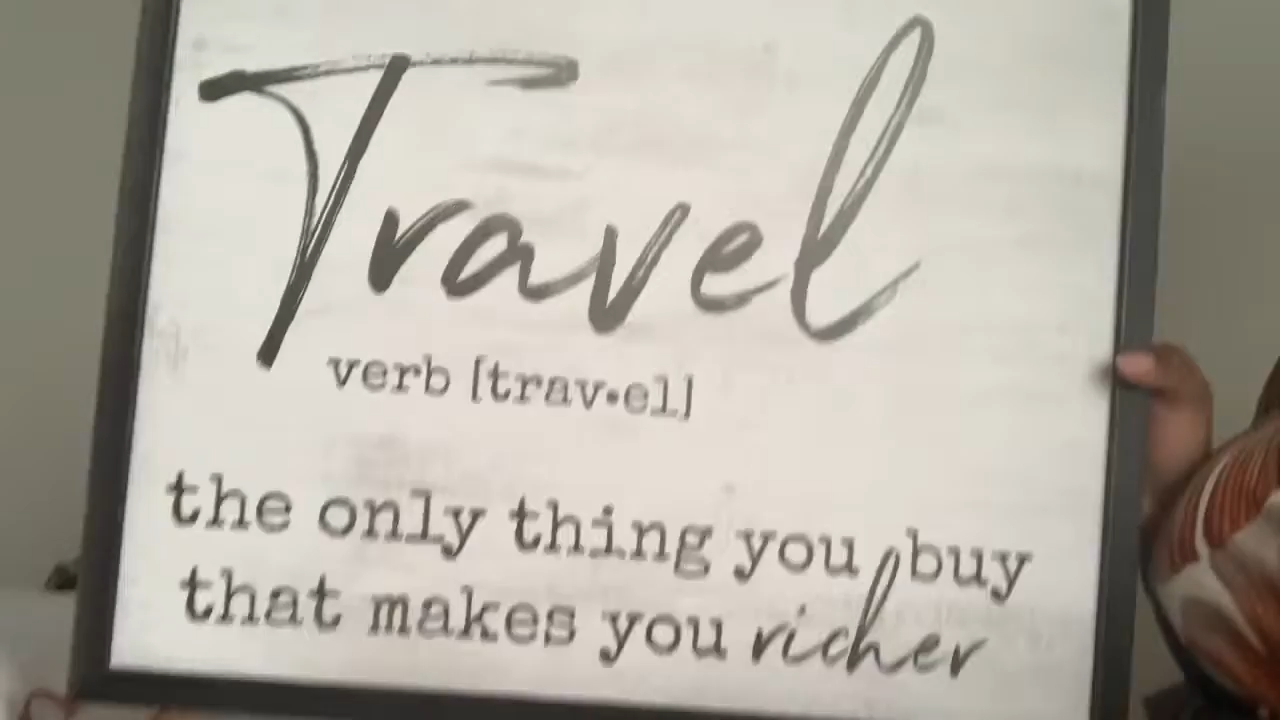 Travel
verb [trav•el]
the only thing you buy
that makes you richer